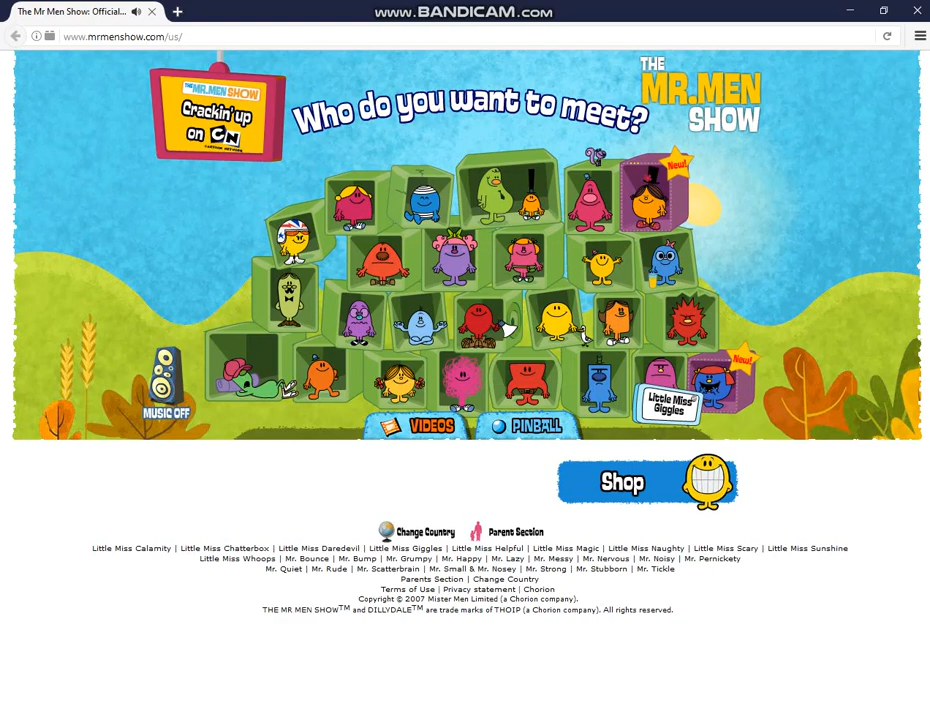 The Mr Men Show: Official...
www.BANDICAM.com
www.mrmenshow.com/us/
THE MR.MEN SHOW
Crackin' up
on CN
CARTOON NETWORK
Who do you want to meet?
THE
MR.MEN
SHOW
New!
New!
Little Miss
Giggles
MUSIC OFF
VIDEOS
PINBALL
Shop
Change Country
Parent Section
Little Miss Calamity | Little Miss Chatterbox | Little Miss Daredevil | Little Miss Giggles | Little Miss Helpful | Little Miss Magic | Little Miss Naughty | Little Miss Scary | Little Miss Sunshine
Little Miss Whoops | Mr. Bounce | Mr. Bump | Mr. Grumpy | Mr. Happy | Mr. Lazy | Mr. Messy | Mr. Nervous | Mr. Noisy | Mr. Pernickety
Mr. Quiet | Mr. Rude | Mr. Scatterbrain | Mr. Small & Mr. Nosey | Mr. Strong | Mr. Stubborn | Mr. Tickle
Parents Section | Change Country
Terms of Use | Privacy statement | Chorion
Copyright © 2007 Mister Men Limited (a Chorion company).
THE MR MEN SHOW™ and DILLYDALE™ are trade marks of THOIP (a Chorion company). All rights reserved.